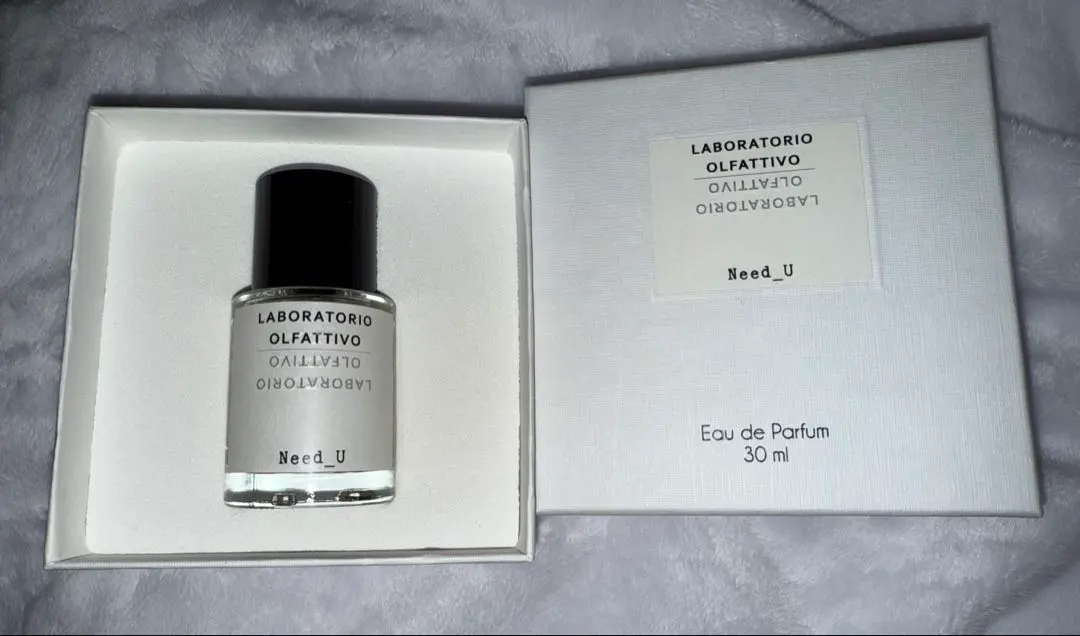 LABORATORIO
OLFATTIVO
OLFATTIVO
LABORATORIO
Need_U
LABORATORIO
OLFATTIVO
OLFATTIVO
LABORATORIO
Need_U
Eau de Parfum
30 ml